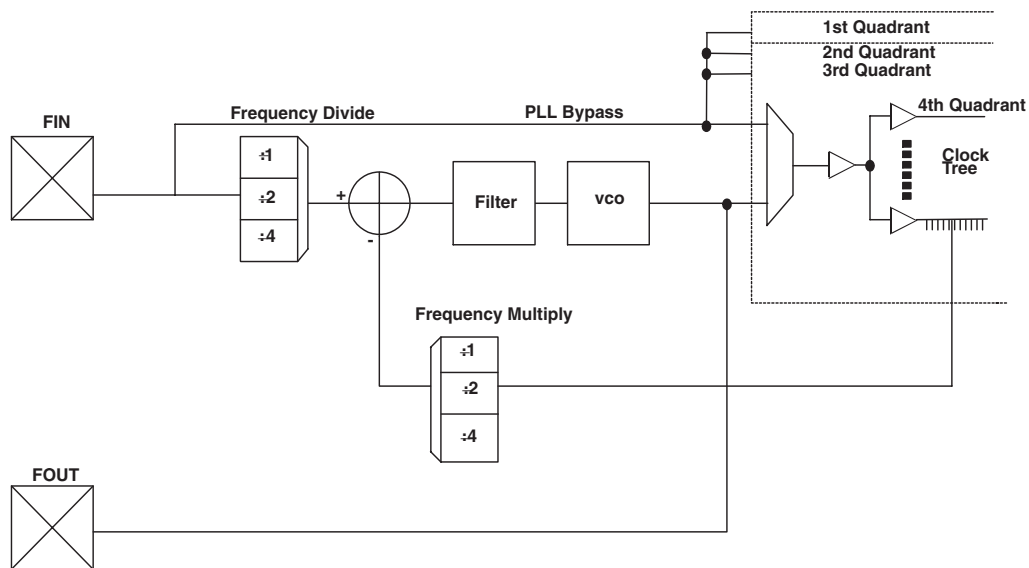 1st Quadrant
2nd Quadrant
3rd Quadrant
4th Quadrant
Frequency Divide
PLL Bypass
FIN
÷1
÷2
÷4
+
-
Filter
vco
Clock
Tree
Frequency Multiply
÷1
÷2
÷4
FOUT